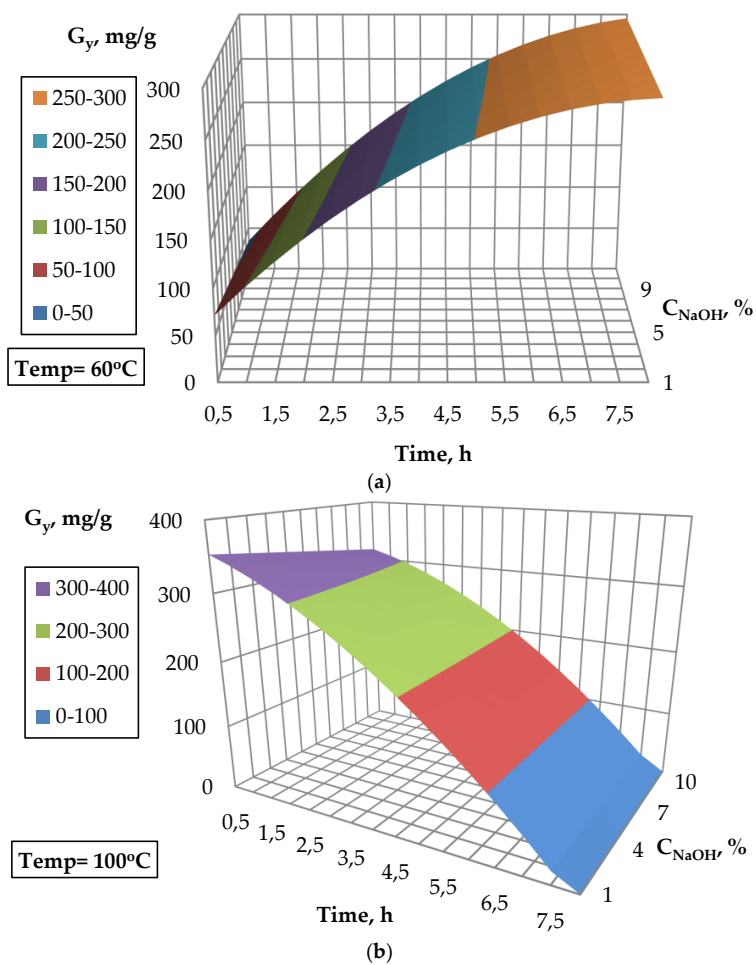 G_y, mg/g
250-300
200-250
150-200
100-150
50-100
0-50
Temp= 60°C
300
250
200
150
100
50
0
9
5
1
C_NaOH, %
0,5 1,5 2,5 3,5 4,5 5,5 6,5 7,5
Time, h
(a)
G_y, mg/g
300-400
200-300
100-200
0-100
Temp= 100°C
400
300
200
100
0
10
7
4
1
C_NaOH, %
0,5 1,5 2,5 3,5 4,5 5,5 6,5 7,5
Time, h
(b)